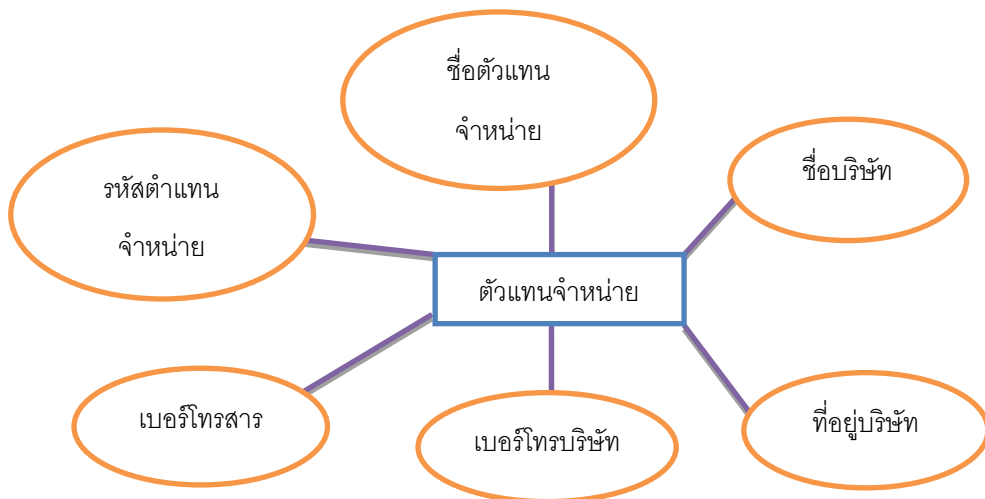 ชื่อตัวแทน
จำหน่าย
ชื่อบริษัท
รหัสตำแทน
จำหน่าย
ตัวแทนจำหน่าย
เบอร์โทรสาร
เบอร์โทรบริษัท
ที่อยู่บริษัท